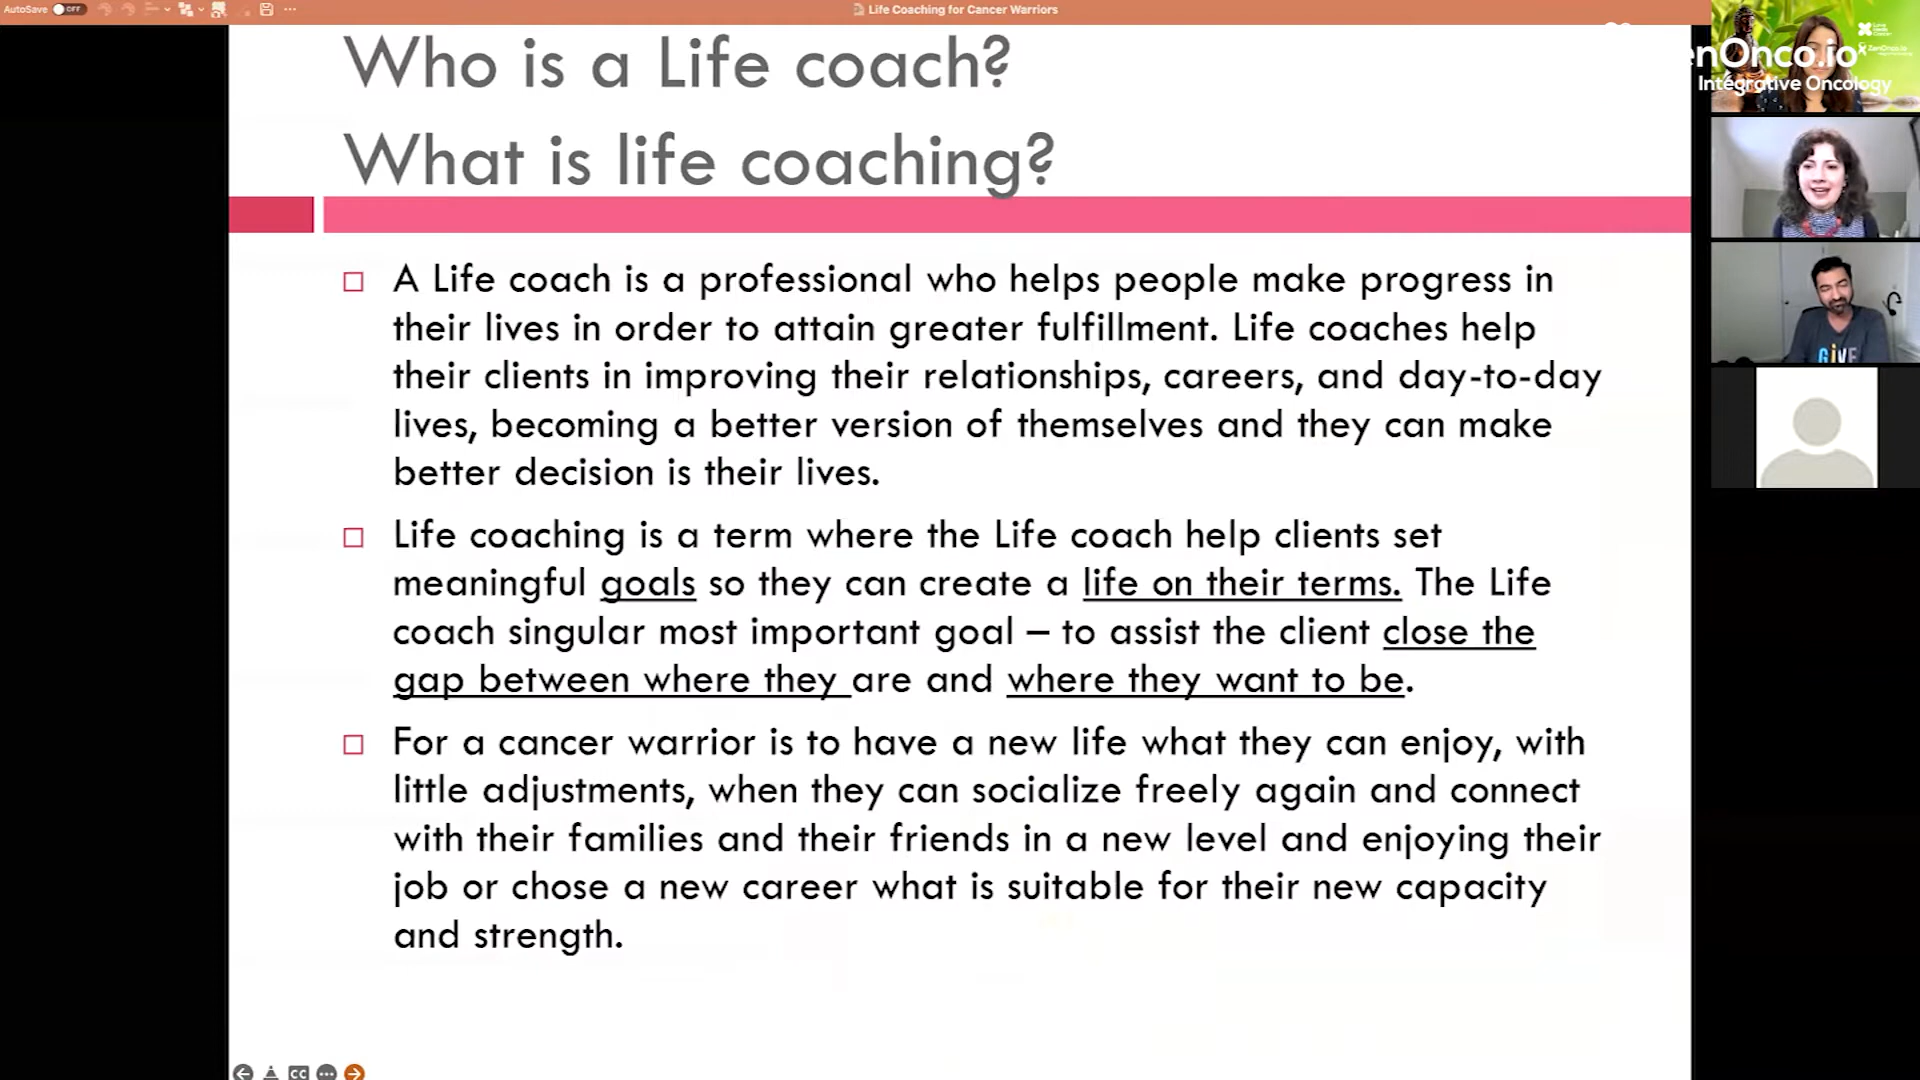 AutoSave OFF
Life Coaching for Cancer Warriors
Who is a Life coach?
What is life coaching?
A Life coach is a professional who helps people make progress in
their lives in order to attain greater fulfillment. Life coaches help
their clients in improving their relationships, careers, and day-to-day
lives, becoming a better version of themselves and they can make
better decision is their lives.
Life coaching is a term where the Life coach help clients set
meaningful goals so they can create a life on their terms. The Life
coach singular most important goal – to assist the client close the
gap between where they are and where they want to be.
For a cancer warrior is to have a new life what they can enjoy, with
little adjustments, when they can socialize freely again and connect
with their families and their friends in a new level and enjoying their
job or chose a new career what is suitable for their new capacity
and strength.
enOnco.io
Integrative Oncology
ZenOnco.io
GIVE
CC